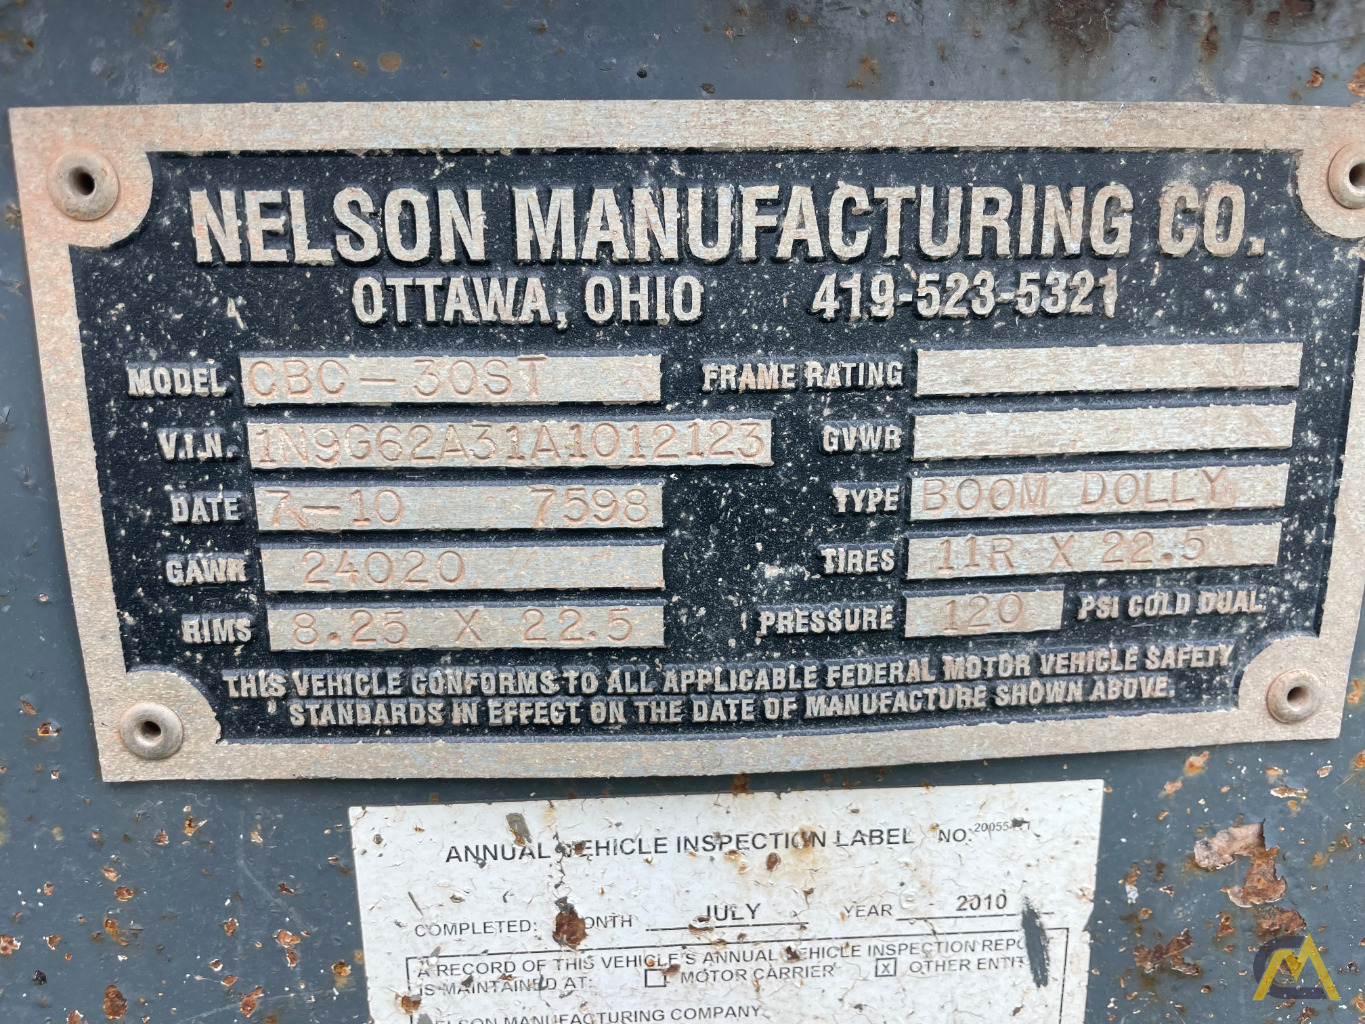 NELSON MANUFACTURING CO.
OTTAWA, OHIO 419-523-5321
MODEL CBC-30ST FRAME RATING
V.I.N. 1N9G62A31A1012123 GVWR
DATE 7-10 7598 TYPE BOOM DOLLY
GAWR 24020 TIRES 11R X 22.5
RIMS 8.25 X 22.5 PRESSURE 120 PSI COLD DUAL
THIS VEHICLE CONFORMS TO ALL APPLICABLE FEDERAL MOTOR VEHICLE SAFETY
STANDARDS IN EFFECT ON THE DATE OF MANUFACTURE SHOWN ABOVE.
ANNUAL VEHICLE INSPECTION LABEL NO.
COMPLETED: MONTH JULY YEAR 2010
A RECORD OF THIS VEHICLE'S ANNUAL VEHICLE INSPECTION
IS MAINTAINED AT: MOTOR CARRIER X OTHER
NELSON MANUFACTURING COMPANY